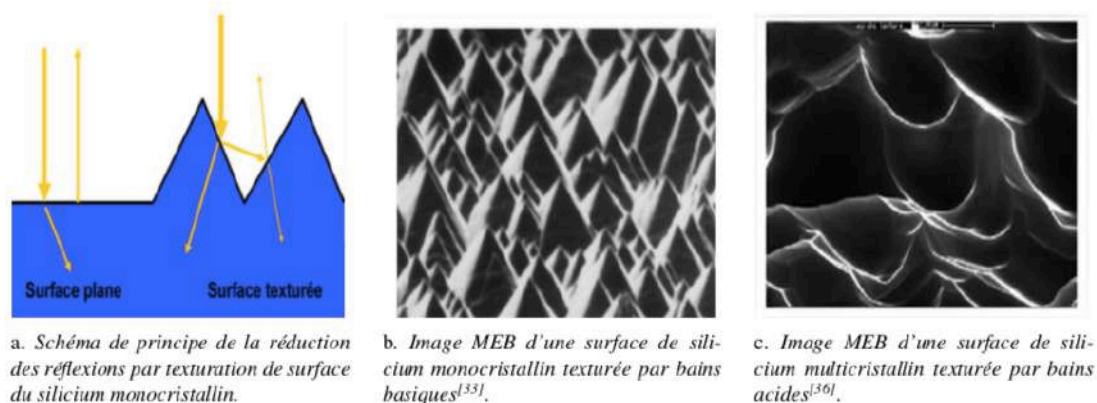 Surface plane
Surface texturée
a. Schéma de principe de la réduction
des réflexions par texturation de surface
du silicium monocristallin.
b. Image MEB d'une surface de sili-
cium monocristallin texturée par bains
basiques[33].
c. Image MEB d'une surface de sili-
cium multicristallin texturée par bains
acides[36].